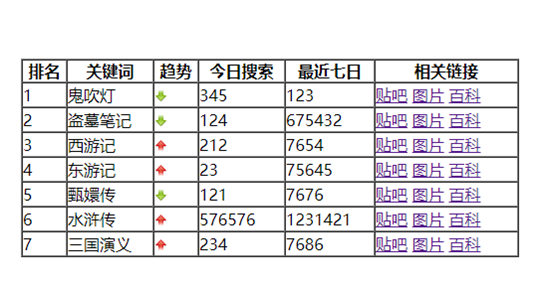 排名 关键词 趋势 今日搜索 最近七日 相关链接
1 鬼吹灯 345 123 贴吧 图片 百科
2 盗墓笔记 124 675432 贴吧 图片 百科
3 西游记 212 7654 贴吧 图片 百科
4 东游记 23 75645 贴吧 图片 百科
5 甄嬛传 121 7676 贴吧 图片 百科
6 水浒传 576576 1231421 贴吧 图片 百科
7 三国演义 234 7686 贴吧 图片 百科